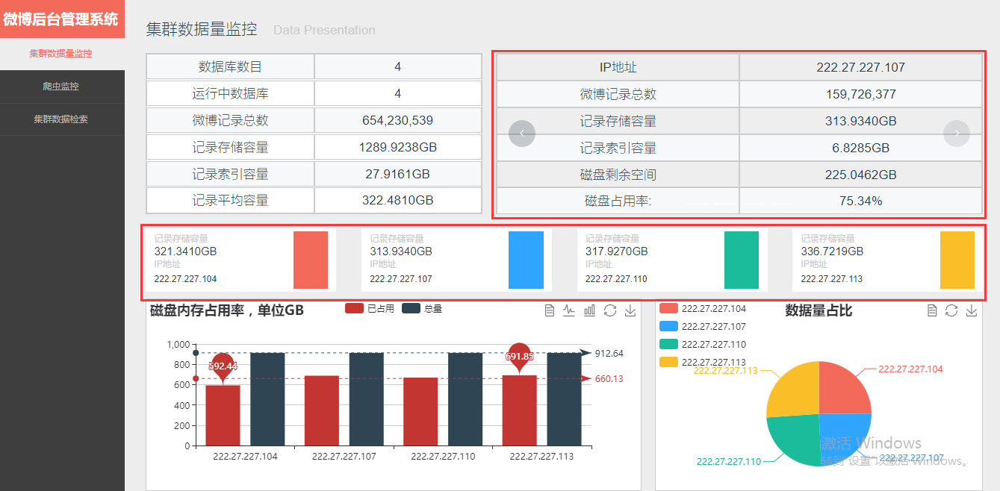 微博后台管理系统
集群数据量监控
爬虫监控
集群数据检索
集群数据量监控 Data Presentation
数据库数目 4
运行中数据库 4
微博记录总数 654,230,539
记录存储容量 1289.9238GB
记录索引容量 27.9161GB
记录平均容量 322.4810GB
IP地址 222.27.227.107
微博记录总数 159,726,377
记录存储容量 313.9340GB
记录索引容量 6.8285GB
磁盘剩余空间 225.0462GB
磁盘占用率: 75.34%
记录存储容量
321.3410GB
IP地址
222.27.227.104
记录存储容量
313.9340GB
IP地址
222.27.227.107
记录存储容量
317.9270GB
IP地址
222.27.227.110
记录存储容量
336.7219GB
IP地址
222.27.227.113
磁盘内存占用率，单位GB
已占用 总量
1,000
800
600
400
200
0
592.44
691.85
912.64
660.13
222.27.227.104 222.27.227.107 222.27.227.110 222.27.227.113
数据量占比
222.27.227.104
222.27.227.107
222.27.227.110
222.27.227.113
222.27.227.113
222.27.227.104
222.27.227.110
222.27.227.107
激活 Windows
转到"设置"以激活 Windows。